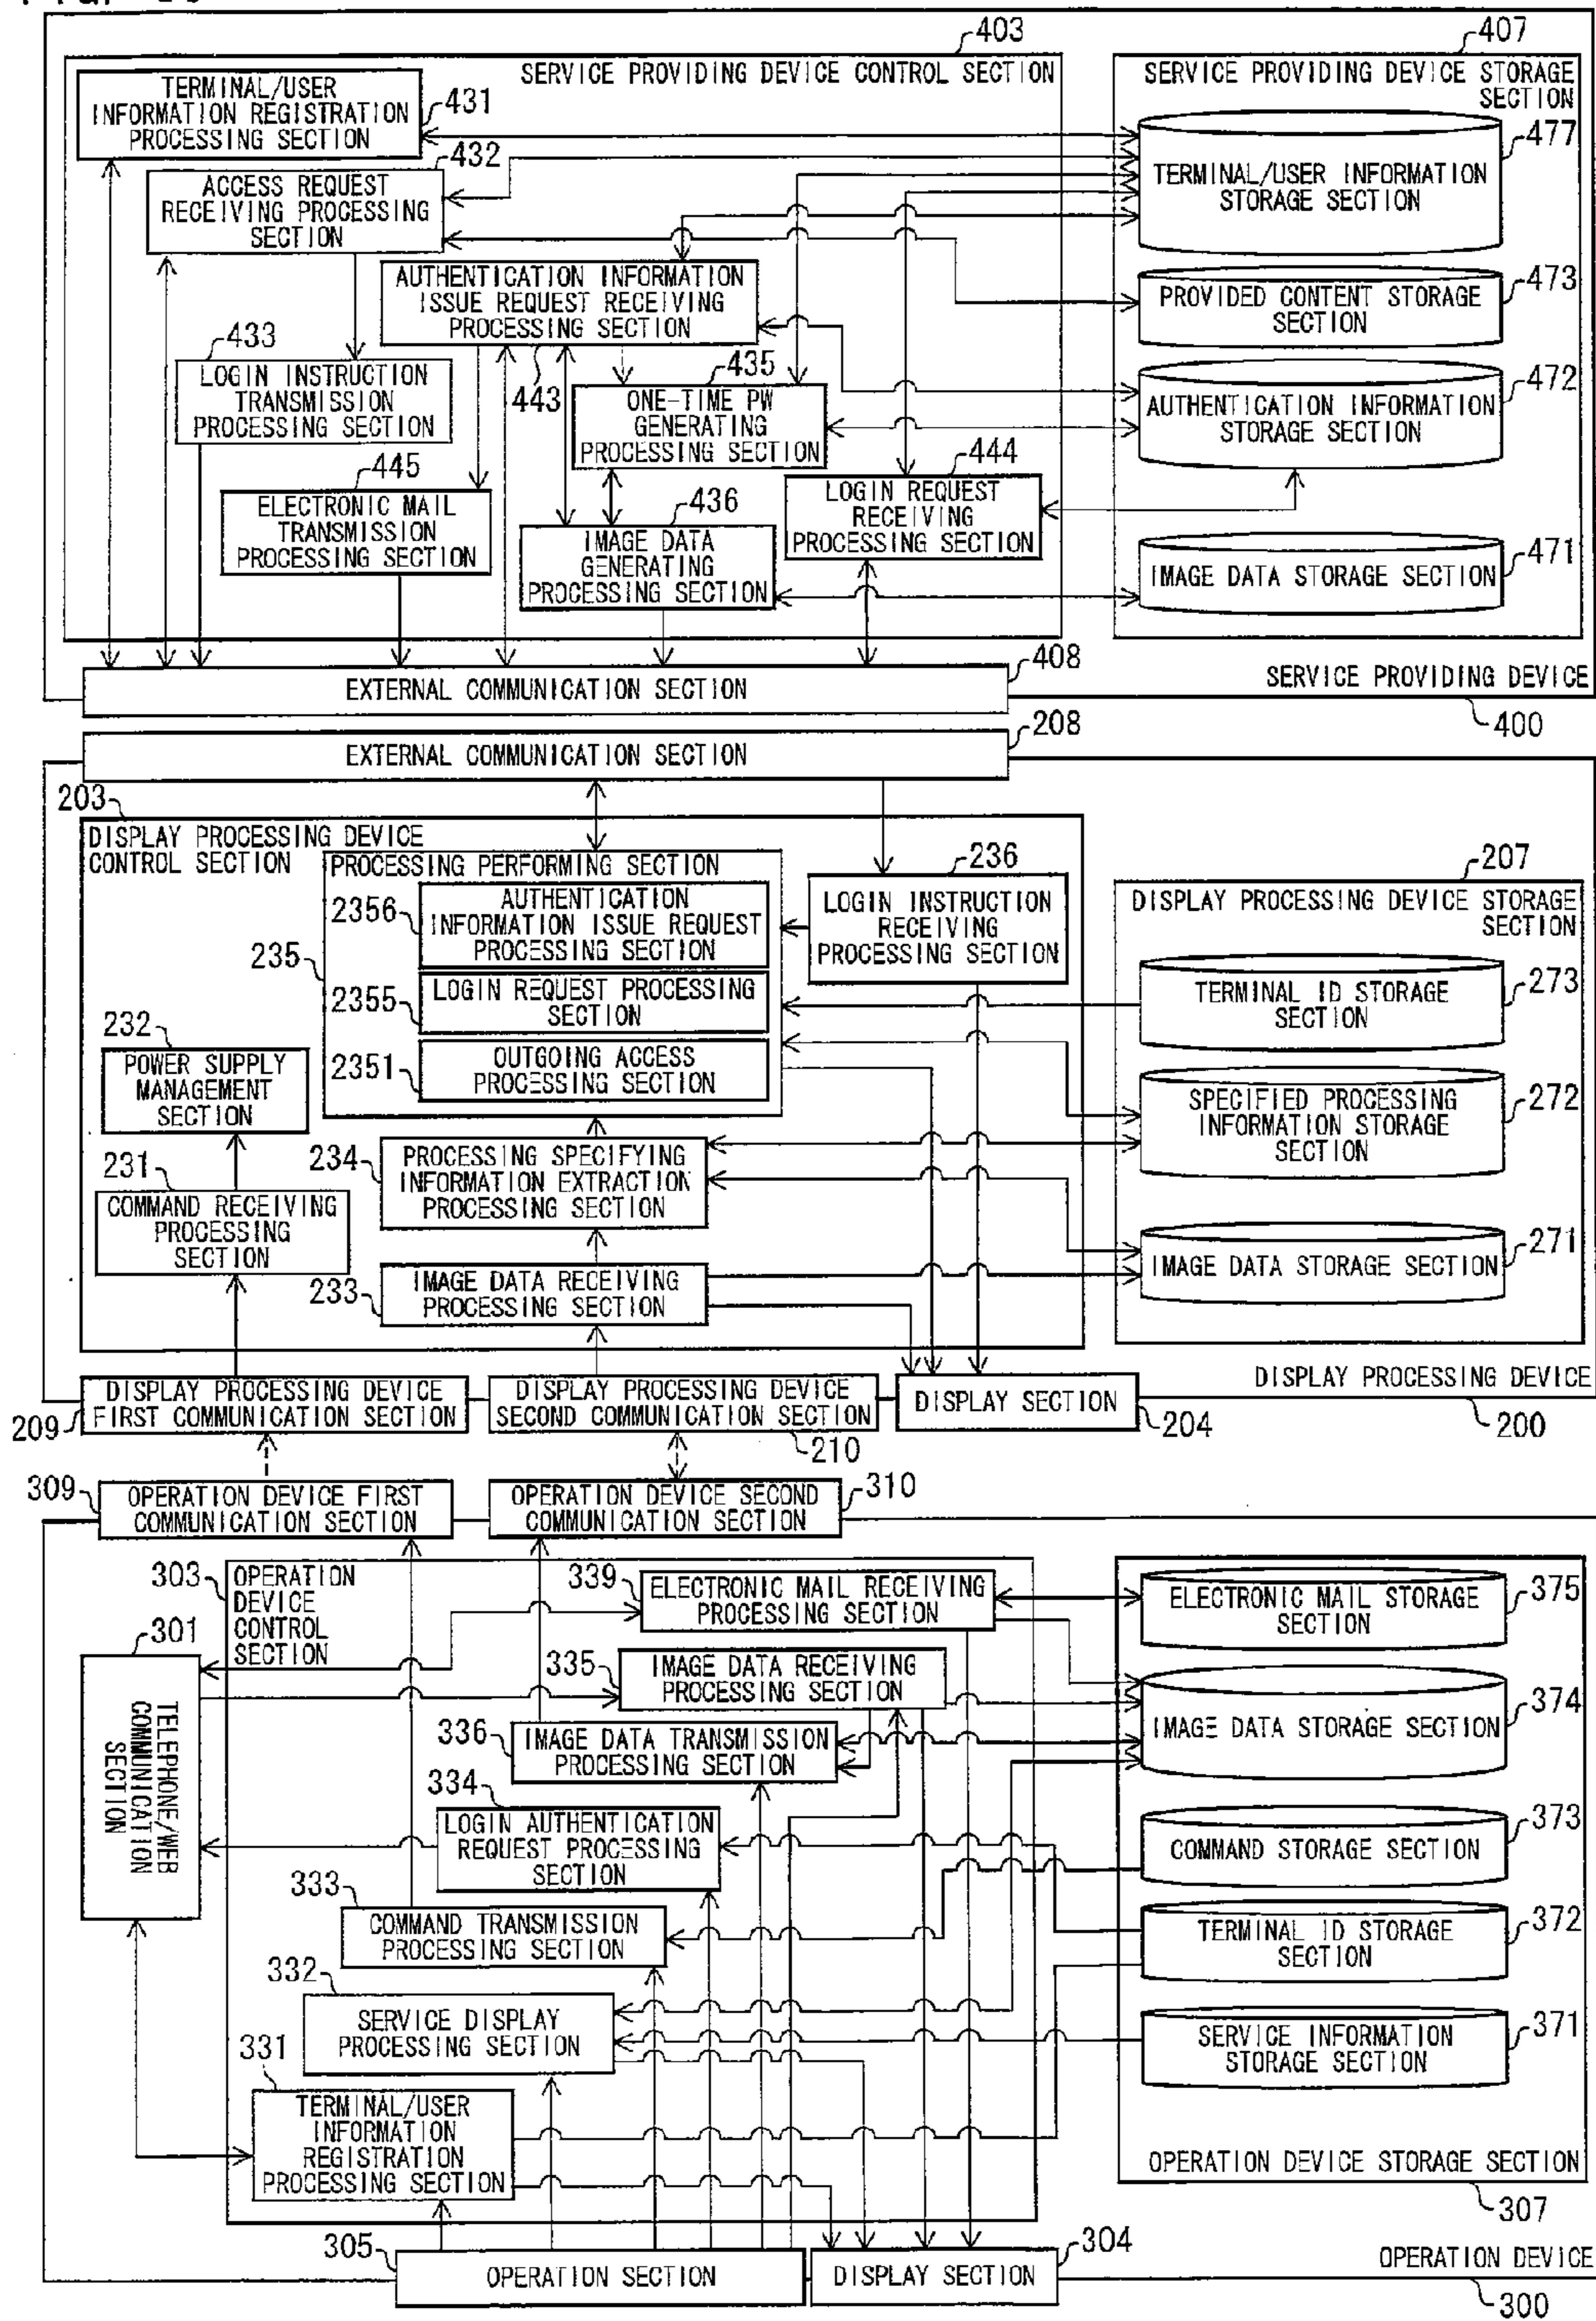 403
407
SERVICE PROVIDING DEVICE CONTROL SECTION
SERVICE PROVIDING DEVICE STORAGE
SECTION
TERMINAL/USER
INFORMATION REGISTRATION
PROCESSING SECTION
431
477
TERMINAL/USER INFORMATION
STORAGE SECTION
432
ACCESS REQUEST
RECEIVING PROCESSING
SECTION
AUTHENTICATION INFORMATION
ISSUE REQUEST RECEIVING
PROCESSING SECTION
473
PROVIDED CONTENT STORAGE
SECTION
433
LOGIN INSTRUCTION
TRANSMISSION
PROCESSING SECTION
443
435
ONE-TIME PW
GENERATING
PROCESSING SECTION
472
AUTHENTICATION INFORMATION
STORAGE SECTION
445
ELECTRONIC MAIL
TRANSMISSION
PROCESSING SECTION
436
IMAGE DATA
GENERATING
PROCESSING SECTION
444
LOGIN REQUEST
RECEIVING
PROCESSING SECTION
471
IMAGE DATA STORAGE SECTION
408
EXTERNAL COMMUNICATION SECTION
SERVICE PROVIDING DEVICE
400
208
EXTERNAL COMMUNICATION SECTION
203
DISPLAY PROCESSING DEVICE
CONTROL SECTION
PROCESSING PERFORMING SECTION
236
LOGIN INSTRUCTION
RECEIVING
PROCESSING SECTION
207
DISPLAY PROCESSING DEVICE STORAGE
SECTION
2356
AUTHENTICATION
INFORMATION ISSUE REQUEST
PROCESSING SECTION
235
2355
LOGIN REQUEST PROCESSING
SECTION
273
TERMINAL ID STORAGE
SECTION
232
POWER SUPPLY
MANAGEMENT
SECTION
2351
OUTGOING ACCESS
PROCESSING SECTION
272
SPECIFIED PROCESSING
INFORMATION STORAGE
SECTION
231
COMMAND RECEIVING
PROCESSING
SECTION
234
PROCESSING SPECIFYING
INFORMATION EXTRACTION
PROCESSING SECTION
271
IMAGE DATA STORAGE SECTION
233
IMAGE DATA RECEIVING
PROCESSING SECTION
DISPLAY PROCESSING DEVICE
200
209
DISPLAY PROCESSING DEVICE
FIRST COMMUNICATION SECTION
DISPLAY PROCESSING DEVICE
SECOND COMMUNICATION SECTION
210
DISPLAY SECTION
204
309
OPERATION DEVICE FIRST
COMMUNICATION SECTION
OPERATION DEVICE SECOND
COMMUNICATION SECTION
310
303
OPERATION
DEVICE
CONTROL
SECTION
339
ELECTRONIC MAIL RECEIVING
PROCESSING SECTION
375
ELECTRONIC MAIL STORAGE
SECTION
301
TELEPHONE/WEB
COMMUNICATION
SECTION
335
IMAGE DATA RECEIVING
PROCESSING SECTION
374
IMAGE DATA STORAGE SECTION
336
IMAGE DATA TRANSMISSION
PROCESSING SECTION
334
LOGIN AUTHENTICATION
REQUEST PROCESSING
SECTION
373
COMMAND STORAGE SECTION
333
COMMAND TRANSMISSION
PROCESSING SECTION
372
TERMINAL ID STORAGE
SECTION
332
SERVICE DISPLAY
PROCESSING SECTION
371
SERVICE INFORMATION
STORAGE SECTION
331
TERMINAL/USER
INFORMATION
REGISTRATION
PROCESSING SECTION
OPERATION DEVICE STORAGE SECTION
307
305
OPERATION SECTION
DISPLAY SECTION
304
OPERATION DEVICE
300